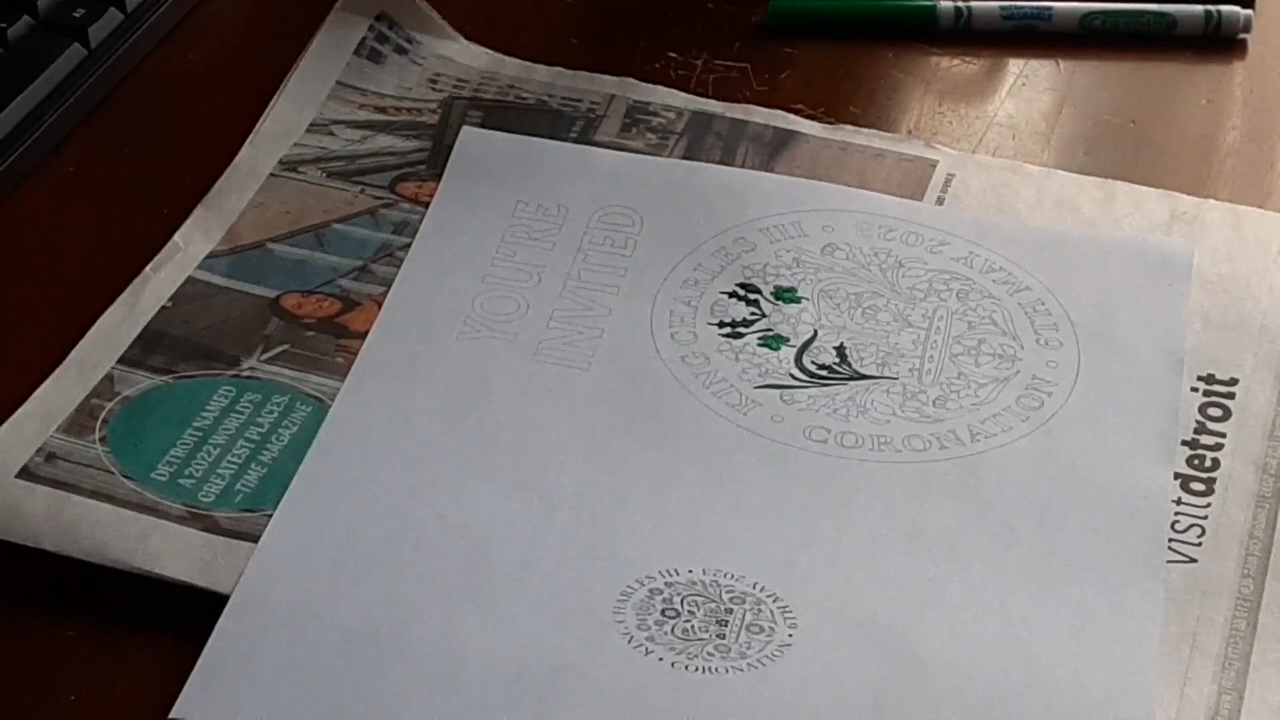 YOU'RE
INVITED
KING CHARLES III • 6TH MAY 2023 • CORONATION •
KING CHARLES III • 6TH MAY 2023 • CORONATION •
DETROIT NAMED
A 2022 WORLD'S
GREATEST PLACES.
–TIME MAGAZINE
VISITdetroit
Crayola